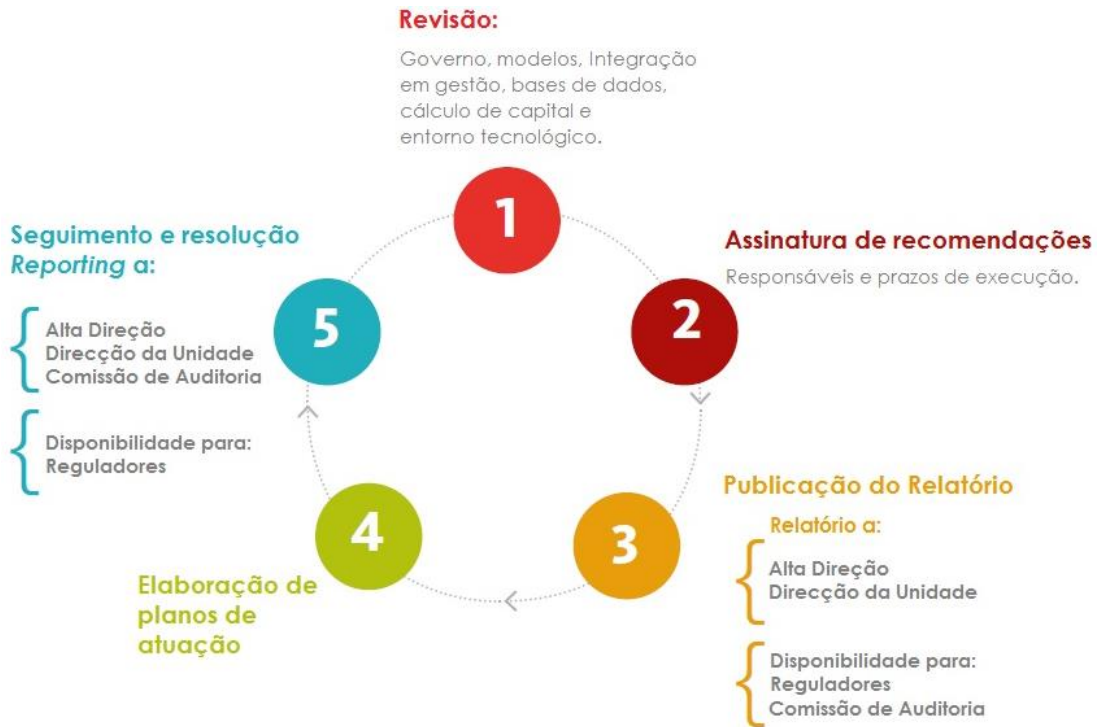 Revisão:
Governo, modelos, Integração
em gestão, bases de dados,
cálculo de capital e
entorno tecnológico.
1
Assinatura de recomendações
Responsáveis e prazos de execução.
2
Publicação do Relatório
Relatório a:
Alta Direção
Direcção da Unidade
Disponibilidade para:
Reguladores
Comissão de Auditoria
3
4
Elaboração de
planos de
atuação
Seguimento e resolução
Reporting a:
5
Alta Direção
Direcção da Unidade
Comissão de Auditoria
Disponibilidade para:
Reguladores